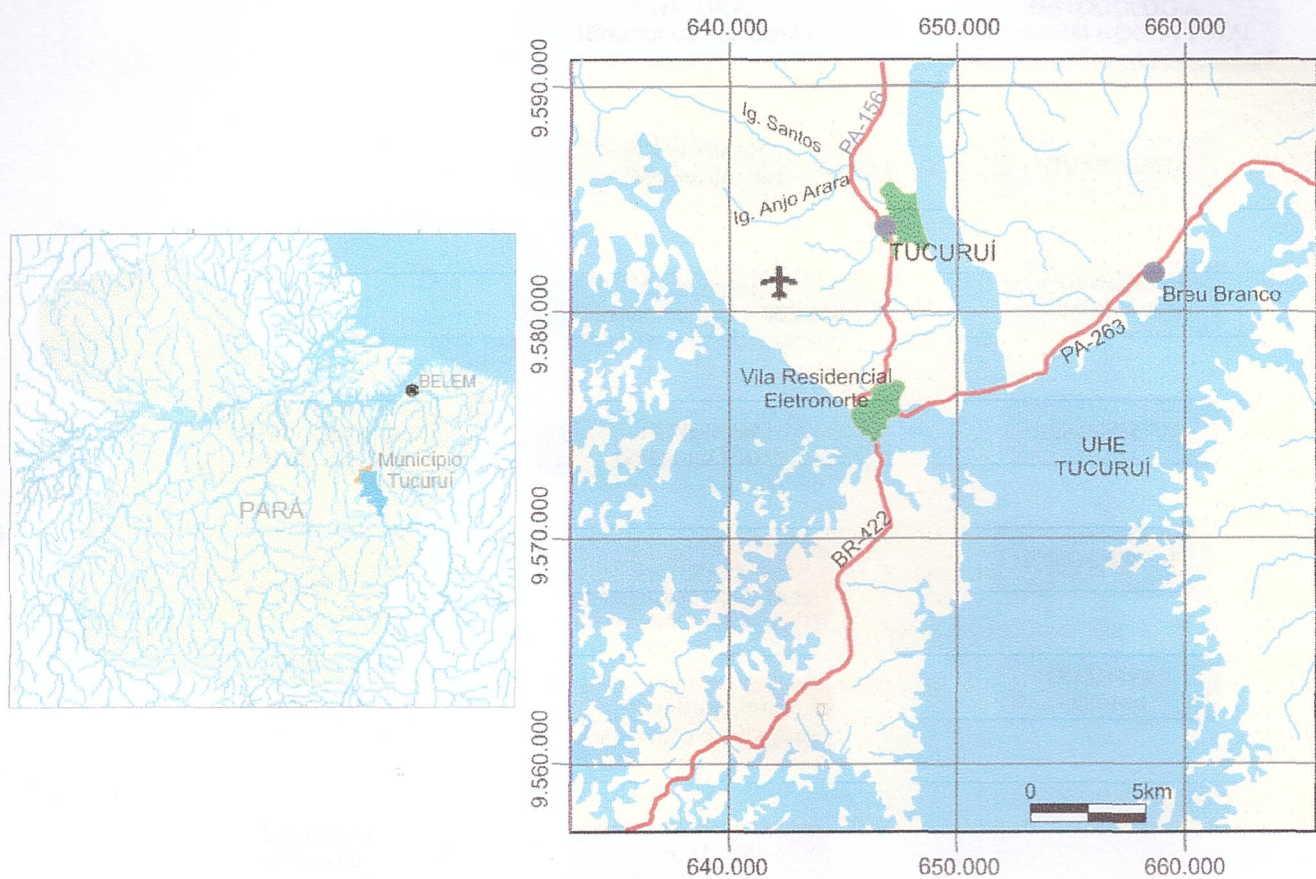 640.000
650.000
660.000
9.590.000
9.580.000
9.570.000
9.560.000
PA-156
Ig. Santos
Ig. Anjo Arara
TUCURUÍ
Breu Branco
PA-263
Vila Residencial
Eletronorte
UHE
TUCURUÍ
BR-422
0
5km
640.000
650.000
660.000
BELEM
Município
Tucuruí
PARÁ